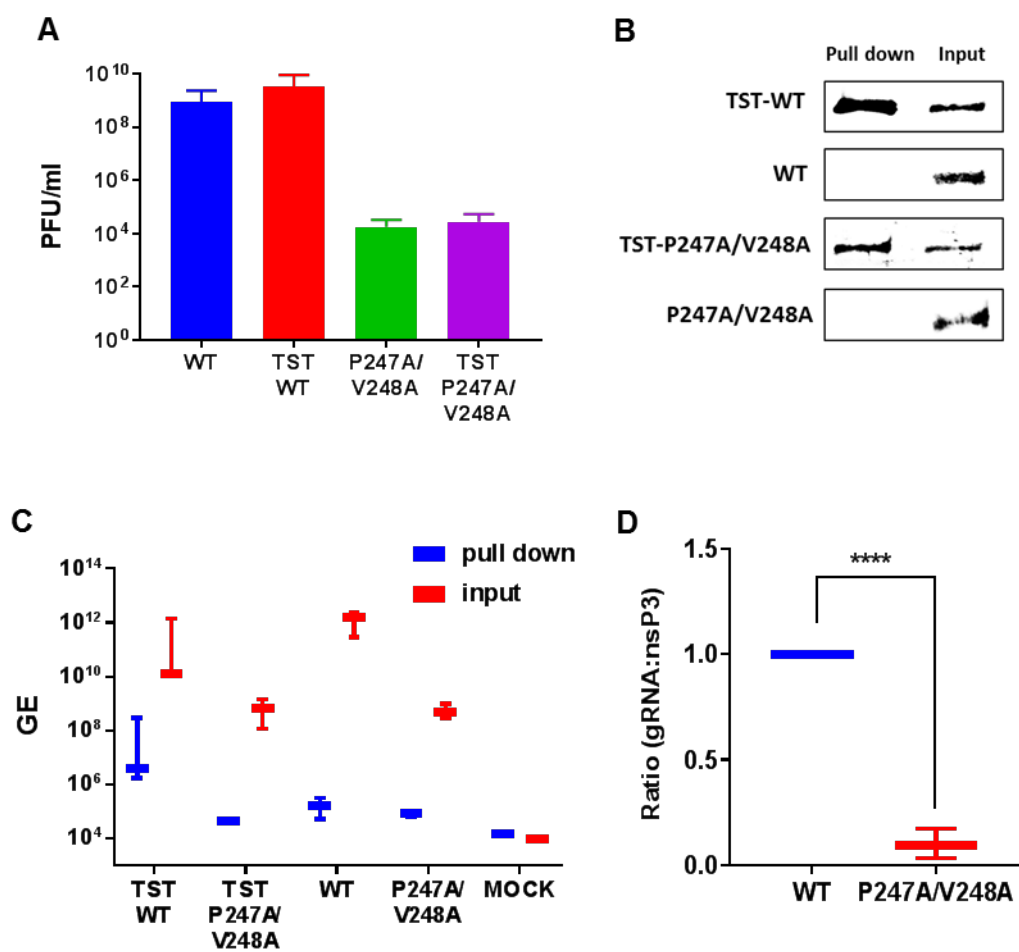 A
PFU/ml
10^10
10^8
10^6
10^4
10^2
10^0
WT
TST
WT
P247A/
V248A
TST
P247A/
V248A
B
Pull down Input
TST-WT
WT
TST-P247A/V248A
P247A/V248A
C
pull down
input
GE
10^14
10^12
10^10
10^8
10^6
10^4
TST
WT
TST
P247A/
V248A
WT
P247A/
V248A
MOCK
D
Ratio (gRNA:nsP3)
1.5
1.0
0.5
0.0
****
WT P247A/V248A